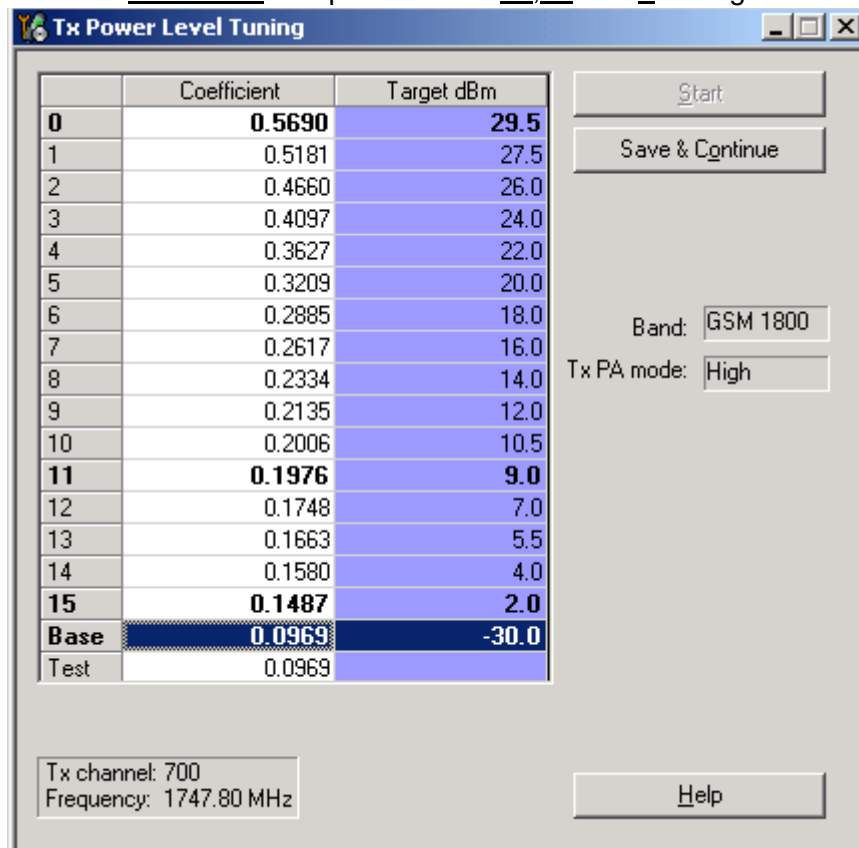 Tx Power Level Tuning
Coefficient Target dBm
0 0.5690 29.5
1 0.5181 27.5
2 0.4660 26.0
3 0.4097 24.0
4 0.3627 22.0
5 0.3209 20.0
6 0.2885 18.0
7 0.2617 16.0
8 0.2334 14.0
9 0.2135 12.0
10 0.2006 10.5
11 0.1976 9.0
12 0.1748 7.0
13 0.1663 5.5
14 0.1580 4.0
15 0.1487 2.0
Base 0.0969 -30.0
Test 0.0969
Start
Save & Continue
Band: GSM 1800
Tx PA mode: High
Tx channel: 700
Frequency: 1747.80 MHz
Help